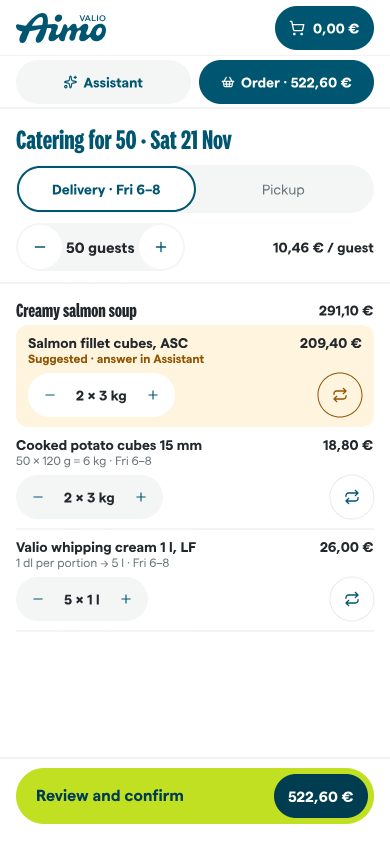 VALIO
Aimo
0,00 €
Assistant
Order · 522,60 €
Catering for 50 · Sat 21 Nov
Delivery · Fri 6–8
Pickup
− 50 guests +
10,46 € / guest
Creamy salmon soup
291,10 €
Salmon fillet cubes, ASC
209,40 €
Suggested · answer in Assistant
− 2 × 3 kg +
Cooked potato cubes 15 mm
18,80 €
50 × 120 g = 6 kg · Fri 6–8
− 2 × 3 kg +
Valio whipping cream 1 l, LF
26,00 €
1 dl per portion → 5 l · Fri 6–8
− 5 × 1 l +
Review and confirm
522,60 €